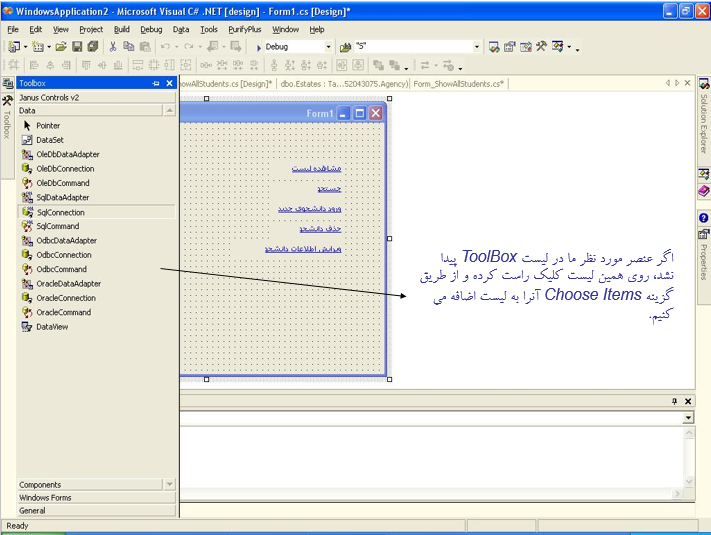 WindowsApplication2 - Microsoft Visual C# .NET [design] - Form1.cs [Design]*
File Edit View Project Build Debug Data Tools PurifyPlus Window Help
Debug "S"
Toolbox
Janus Controls v2
Data
Pointer
DataSet
OleDbDataAdapter
OleDbConnection
OleDbCommand
SqlDataAdapter
SqlConnection
SqlCommand
OdbcDataAdapter
OdbcConnection
OdbcCommand
OracleDataAdapter
OracleConnection
OracleCommand
DataView
Components
Windows Forms
General
Toolbox
owAllStudents.cs [Design]* dbo.Estates : Ta...52043075.Agency) Form_ShowAllStudents.cs*
Form1
مشاهده لیست
جستجو
ورود دانشجوی جدید
حذف دانشجو
ویرایش اطلاعات دانشجو
اگر عنصر مورد نظر ما در لیست ToolBox پیدا
نشد، روی همین لیست کلیک راست کرده و از طریق
گزینه Choose Items آنرا به لیست اضافه مي
کنیم.
Solution Explorer
Properties
Ready